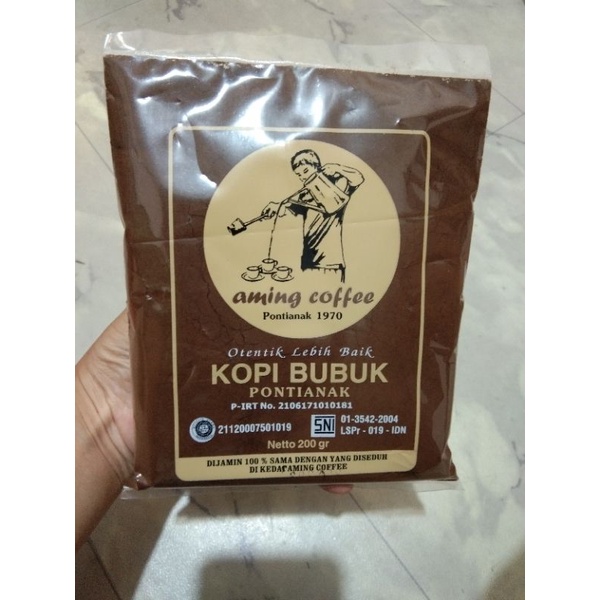 aming coffee
Pontianak 1970
Otentik Lebih Baik
KOPI BUBUK
PONTIANAK
P-IRT No. 2106171010181
21120007501019
SNI
01-3542-2004
LSPr - 019 - IDN
Netto 200 gr
DIJAMIN 100 % SAMA DENGAN YANG DISEDUH
DI KEDAI AMING COFFEE